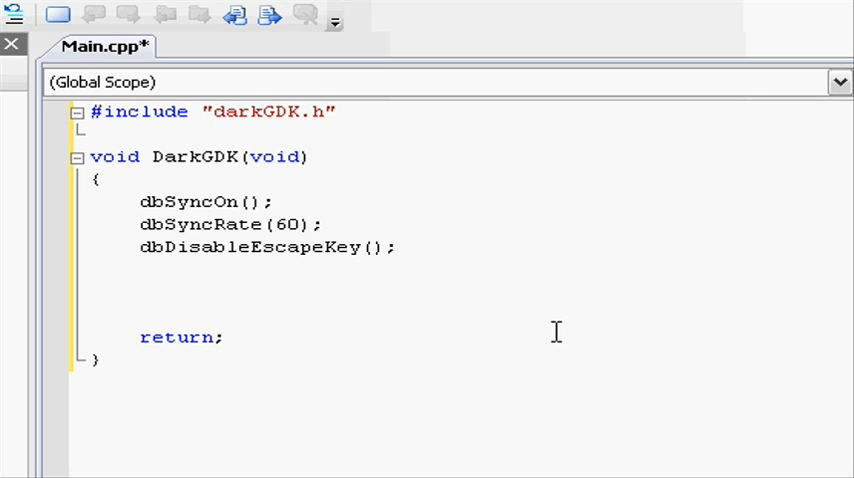 Main.cpp*
(Global Scope)
#include "darkGDK.h"
void DarkGDK(void)
{
dbSyncOn();
dbSyncRate(60);
dbDisableEscapeKey();
return;
}